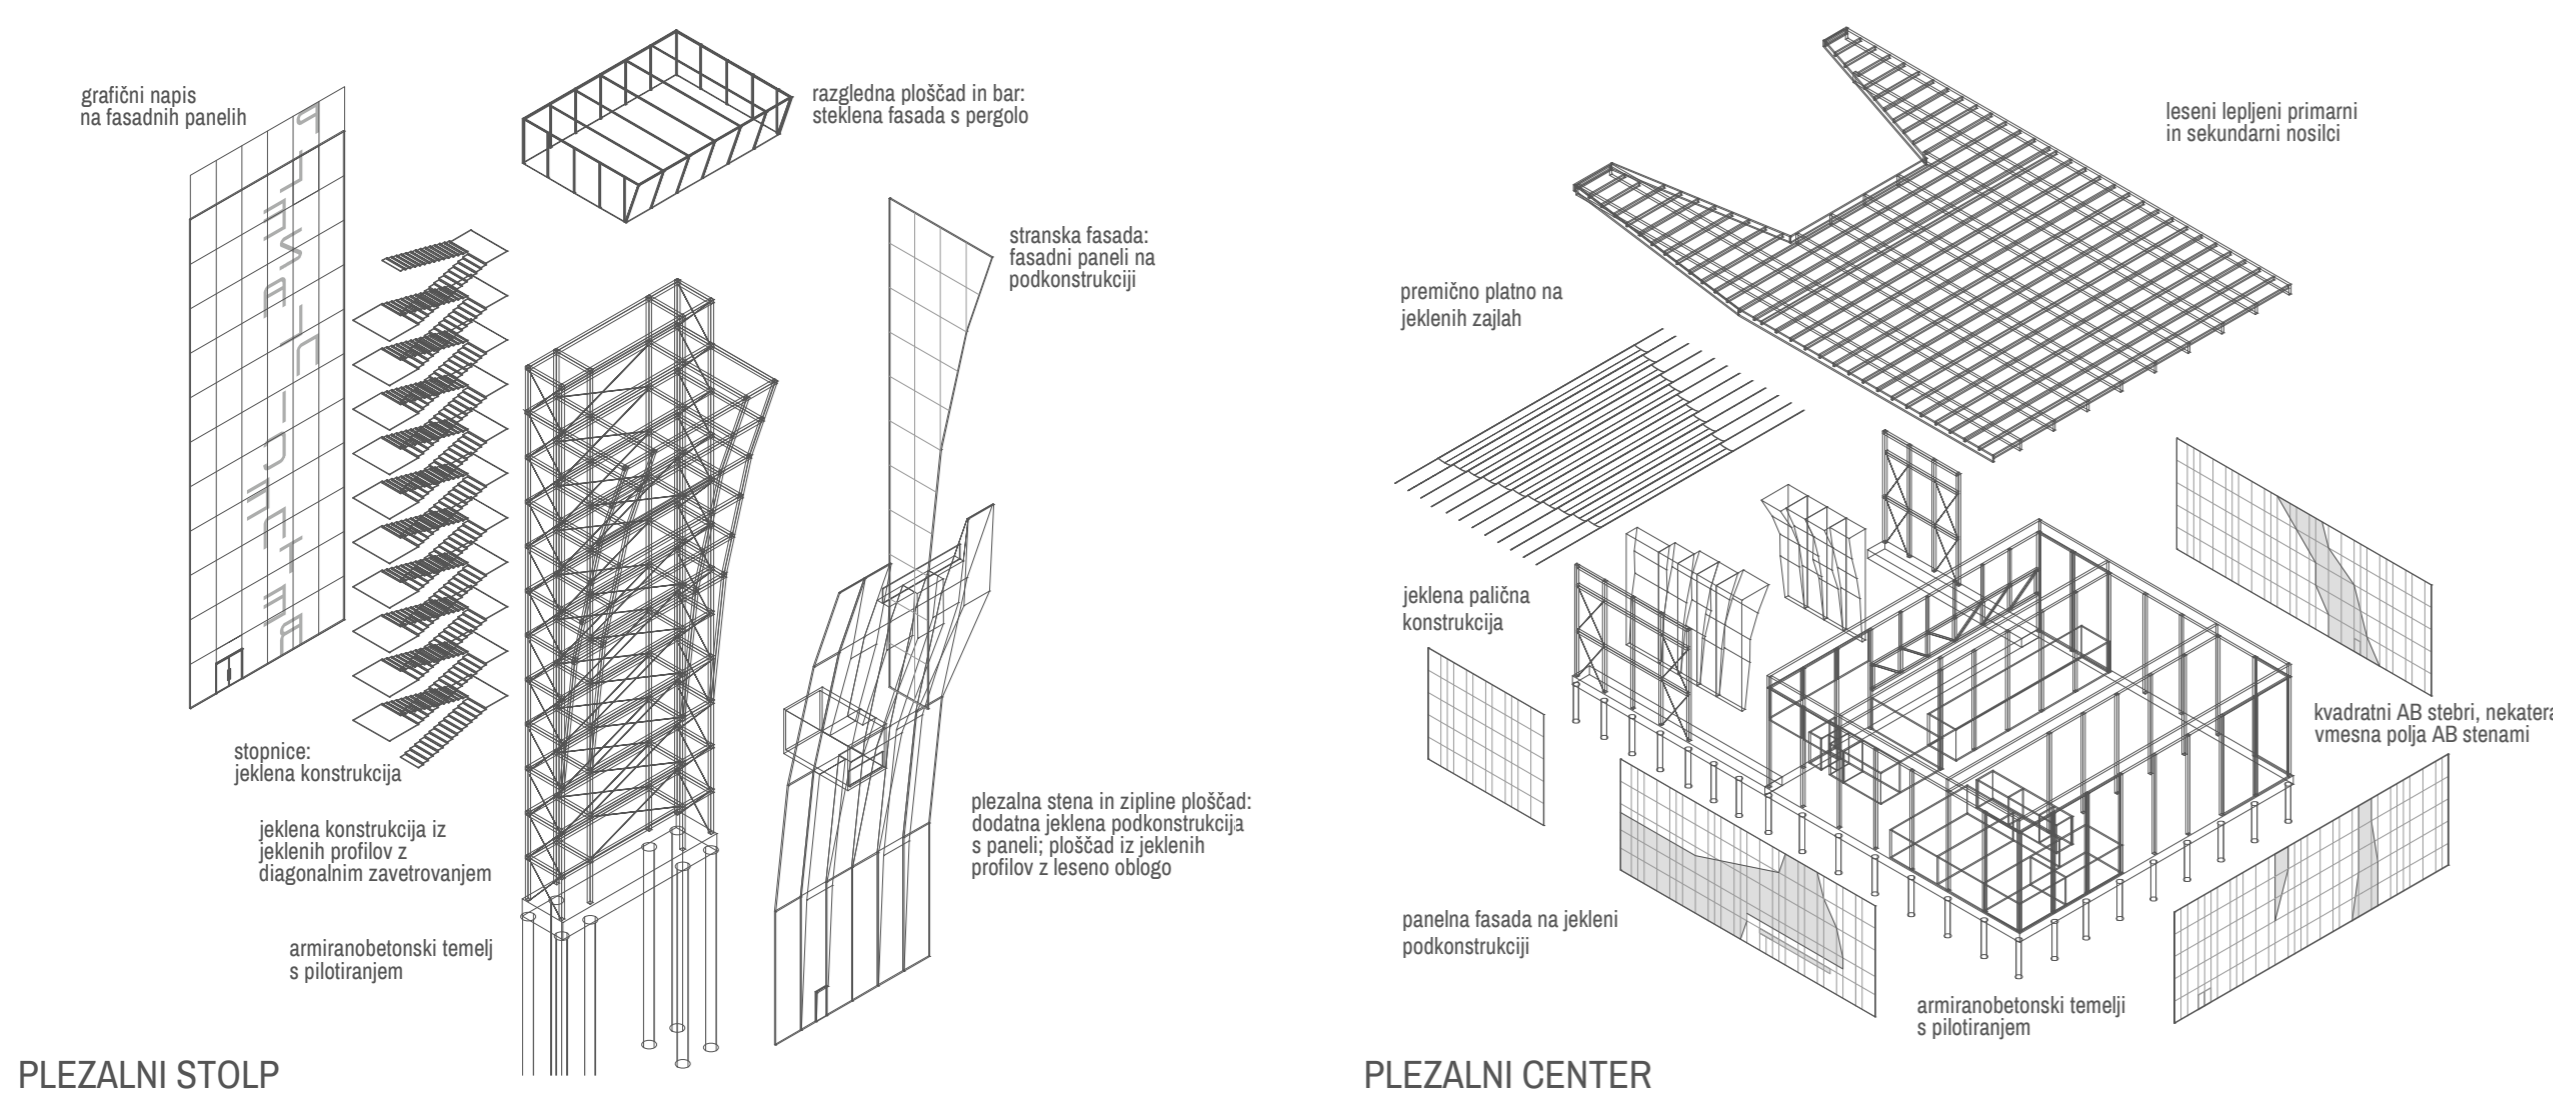 grafični napis
na fasadnih panelih
PLEZALNI CENTER
razgledna ploščad in bar:
steklena fasada s pergolo
stranska fasada:
fasadni paneli na
podkonstrukciji
stopnice:
jeklena konstrukcija
jeklena konstrukcija iz
jeklenih profilov z
diagonalnim zavetrovanjem
plezalna stena in zipline ploščad:
dodatna jeklena podkonstrukcija
s paneli; ploščad iz jeklenih
profilov z leseno oblogo
armiranobetonski temelj
s pilotiranjem
PLEZALNI STOLP
leseni lepljeni primarni
in sekundarni nosilci
premično platno na
jeklenih zajlah
jeklena palična
konstrukcija
kvadratni AB stebri, nekatera
vmesna polja AB stenami
panelna fasada na jekleni
podkonstrukciji
armiranobetonski temelji
s pilotiranjem
PLEZALNI CENTER